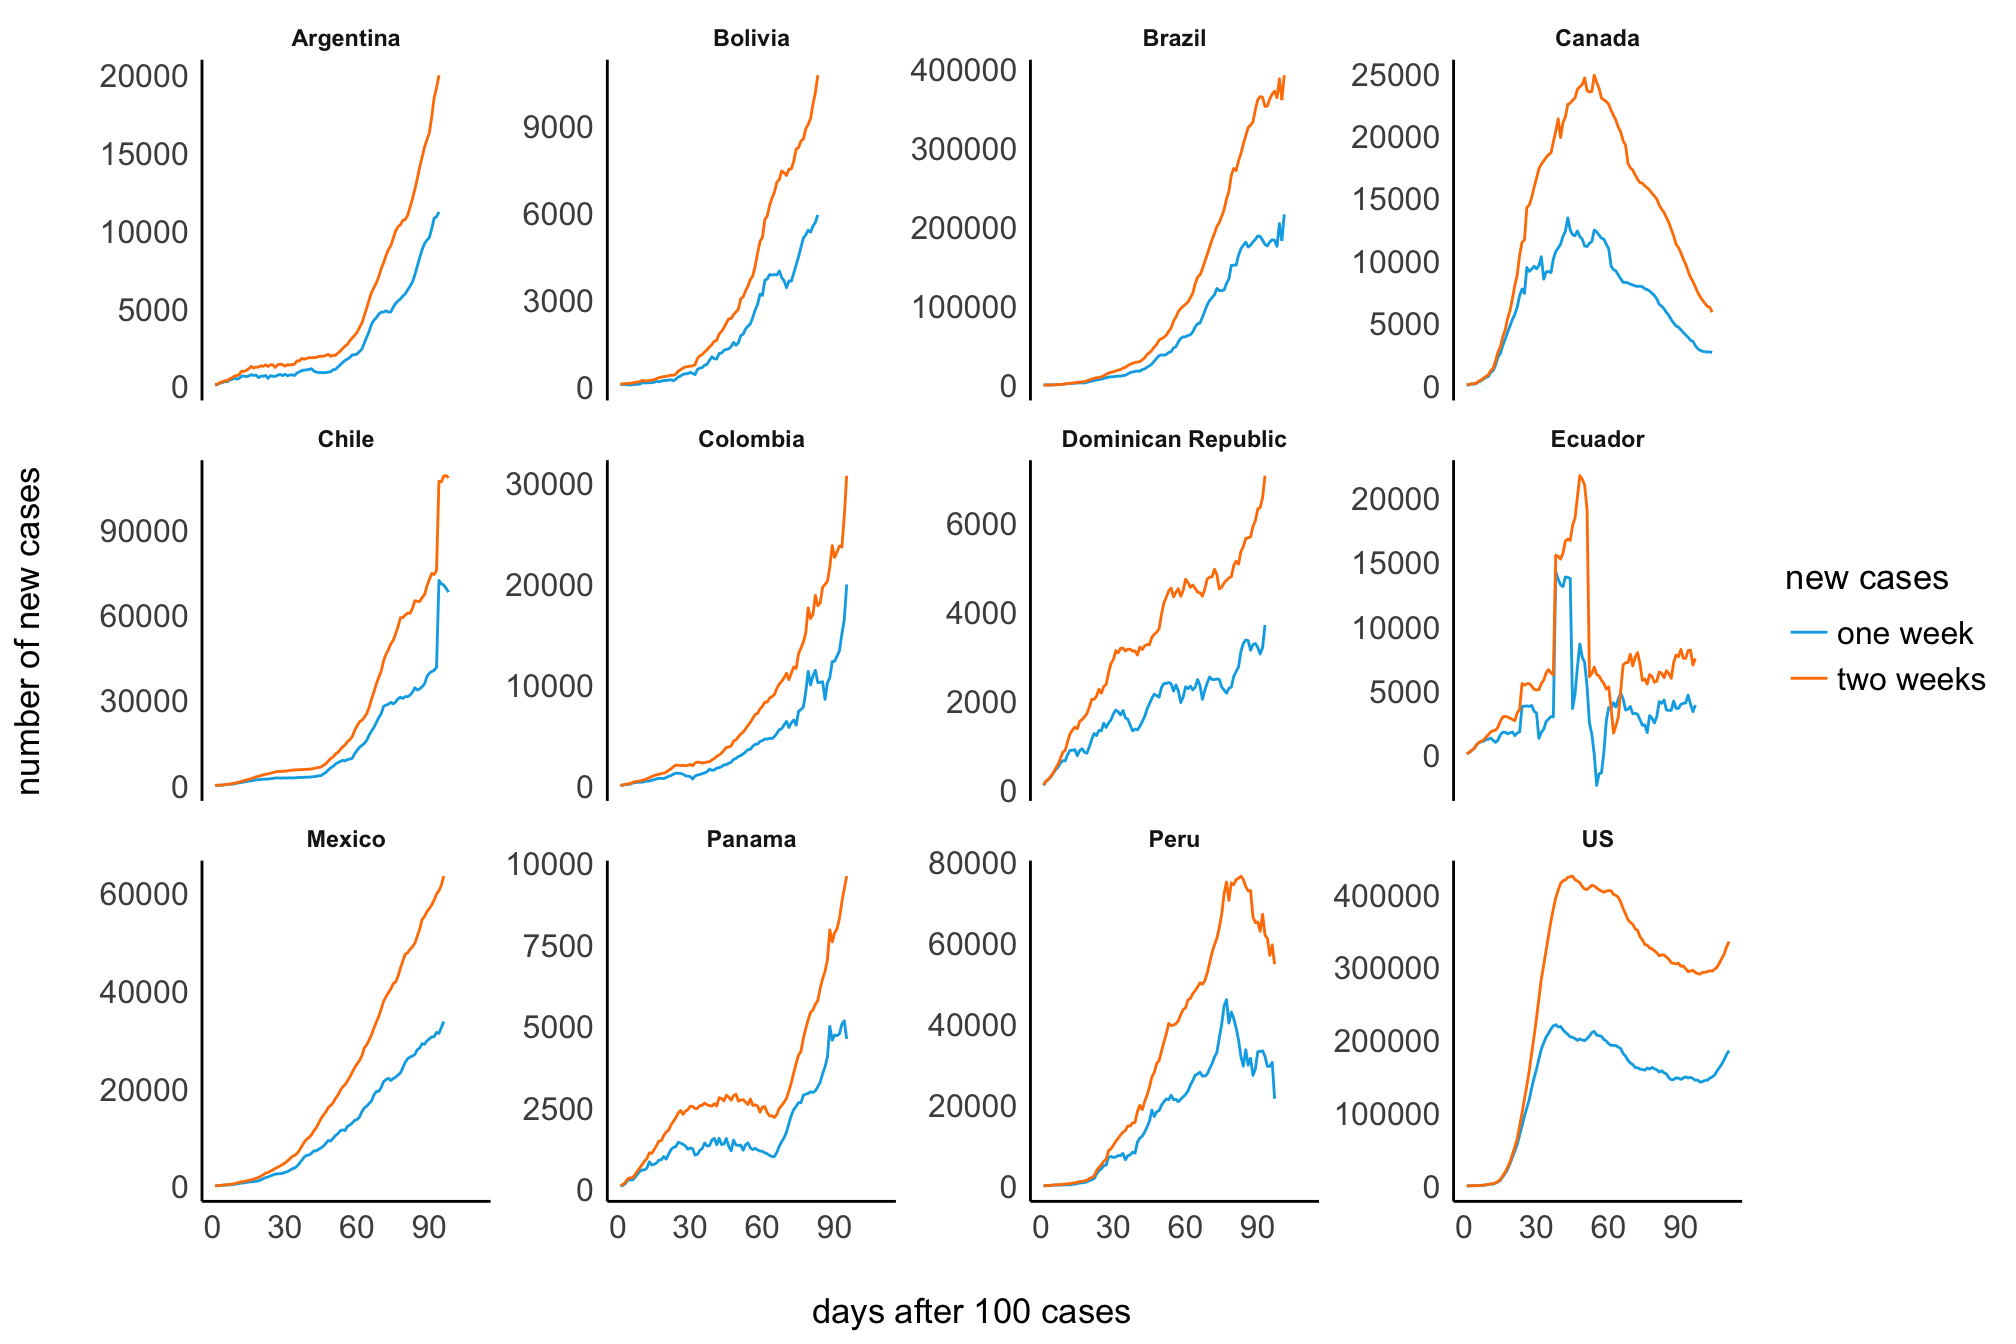 Argentina
Bolivia
Brazil
Canada
20000
15000
10000
5000
0
9000
6000
3000
0
400000
300000
200000
100000
0
25000
20000
15000
10000
5000
0
Chile
Colombia
Dominican Republic
Ecuador
90000
60000
30000
0
30000
20000
10000
0
6000
4000
2000
0
20000
15000
10000
5000
0
Mexico
Panama
Peru
US
60000
40000
20000
0
10000
7500
5000
2500
0
80000
60000
40000
20000
0
400000
300000
200000
100000
0
0 30 60 90
0 30 60 90
0 30 60 90
0 30 60 90
number of new cases
days after 100 cases
new cases
one week
two weeks